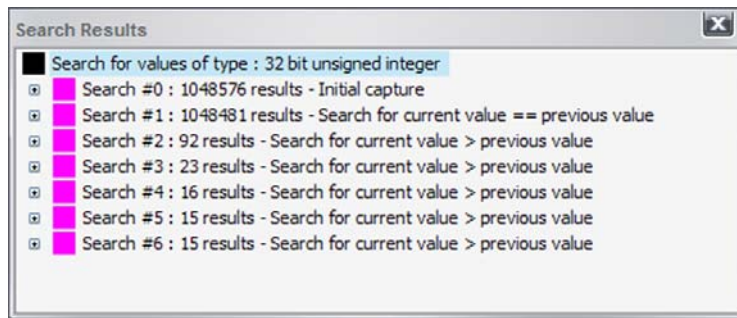 Search Results
Search for values of type : 32 bit unsigned integer
Search #0 : 1048576 results - Initial capture
Search #1 : 1048481 results - Search for current value == previous value
Search #2 : 92 results - Search for current value > previous value
Search #3 : 23 results - Search for current value > previous value
Search #4 : 16 results - Search for current value > previous value
Search #5 : 15 results - Search for current value > previous value
Search #6 : 15 results - Search for current value > previous value